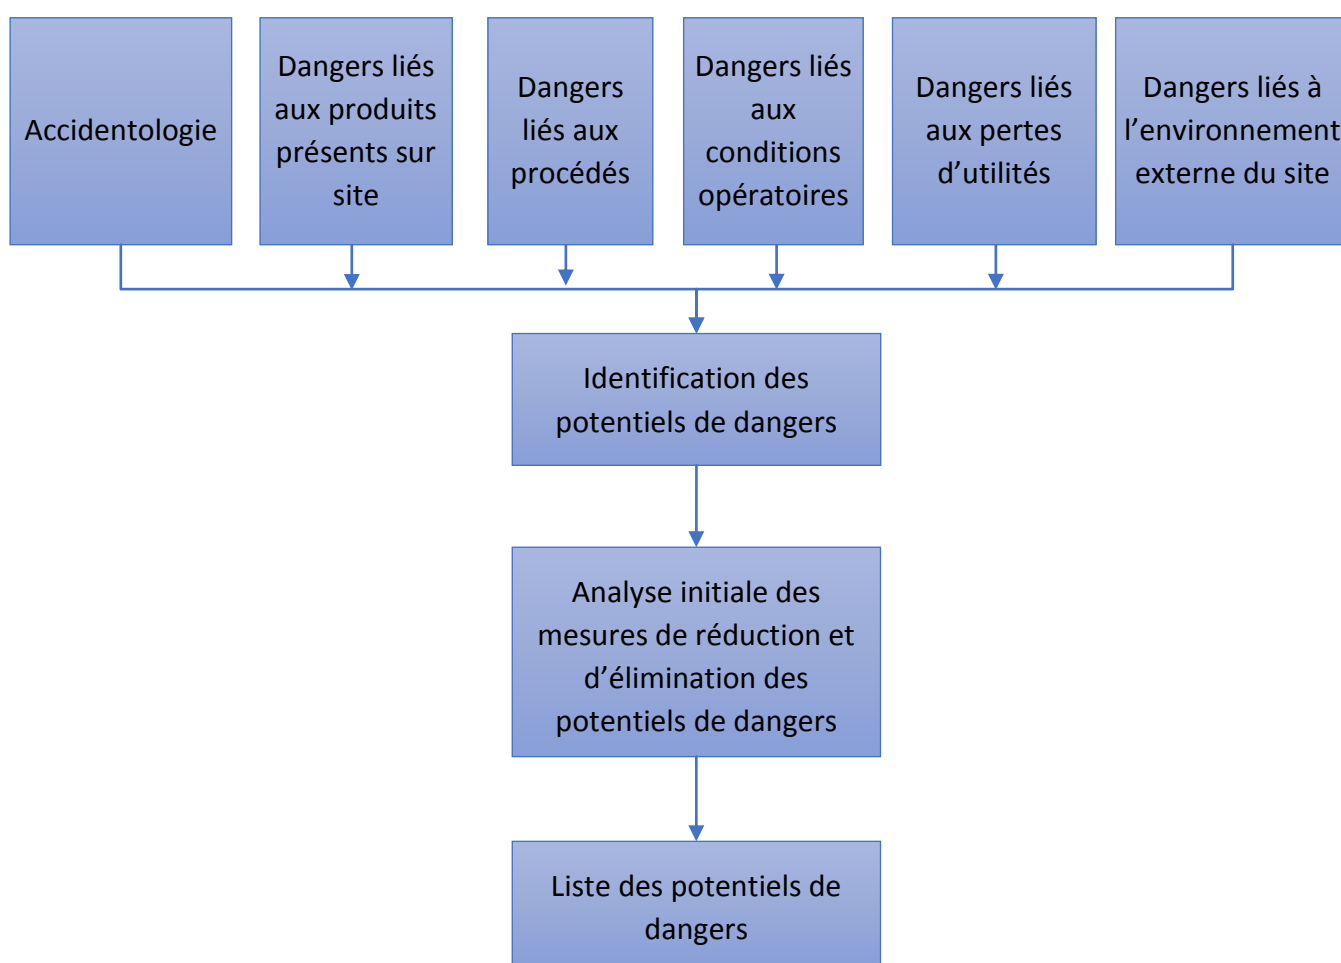 Accidentologie
Dangers liés
aux produits
présents sur
site
Dangers
liés aux
procédés
Dangers liés
aux
conditions
opératoires
Dangers liés
aux pertes
d’utilités
Dangers liés à
l’environnement
externe du site
Identification des
potentiels de dangers
Analyse initiale des
mesures de réduction et
d’élimination des
potentiels de dangers
Liste des potentiels de
dangers